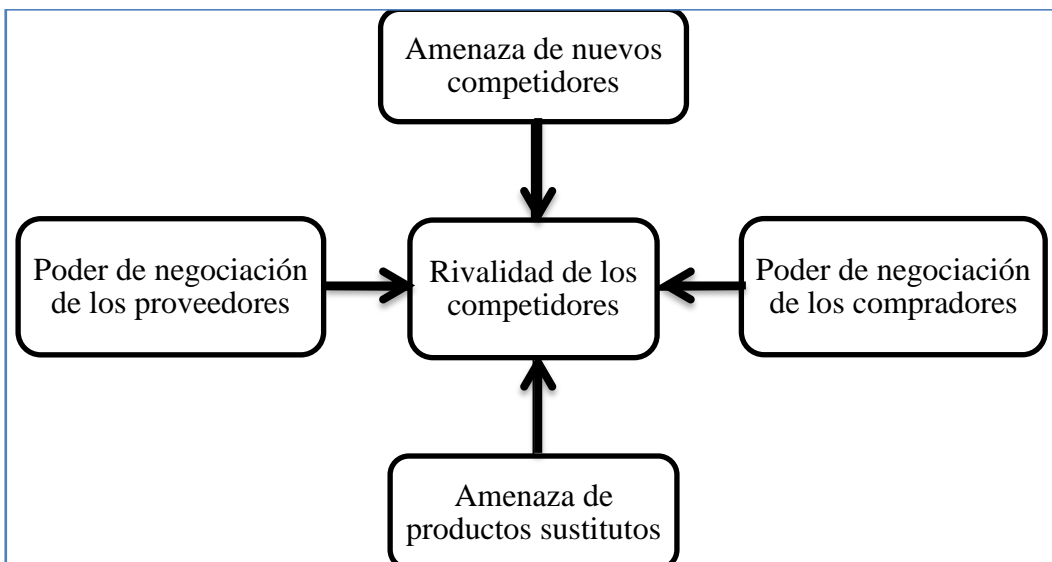 Amenaza de nuevos
competidores
Poder de negociación
de los proveedores
Rivalidad de los
competidores
Poder de negociación
de los compradores
Amenaza de
productos sustitutos